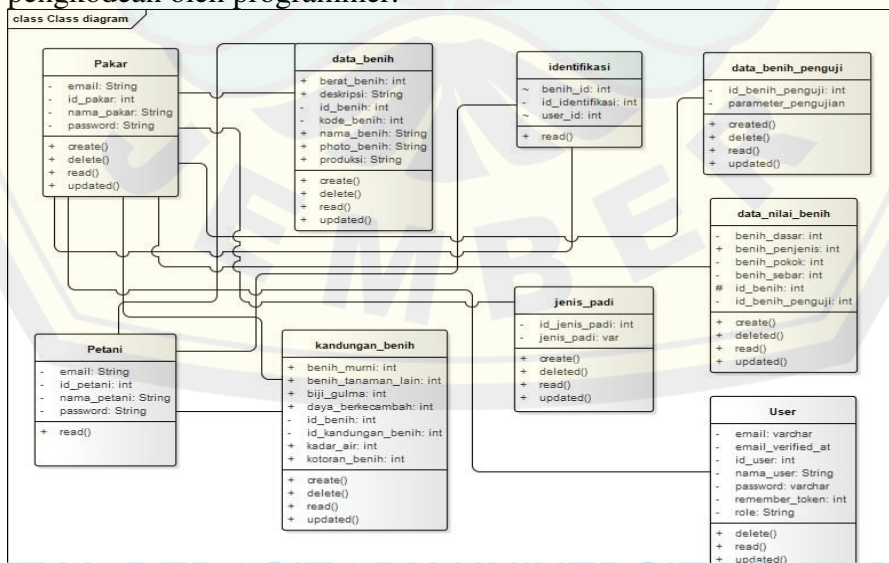 pengkodean oleh programmer.
class Class diagram
Pakar
- email: String
- id_pakar: int
- nama_pakar: String
- password: String
+ create()
+ delete()
+ read()
+ updated()
data_benih
+ berat_benih: int
+ deskripsi: String
- id_benih: int
- kode_benih: int
+ nama_benih: String
+ photo_benih: String
+ produksi: String
+ create()
+ delete()
+ read()
+ updated()
identifikasi
~ benih_id: int
- id_identifikasi: int
~ user_id: int
+ read()
data_benih_penguji
- id_benih_penguji: int
- parameter_pengujian
+ created()
+ delete()
+ read()
+ updated()
data_nilai_benih
- benih_dasar: int
+ benih_penjenis: int
- benih_pokok: int
- benih_sebar: int
# id_benih: int
- id_benih_penguji: int
+ create()
+ deleted()
+ read()
+ updated()
jenis_padi
- id_jenis_padi: int
- jenis_padi: var
+ create()
+ deleted()
+ read()
+ updated()
Petani
- email: String
- id_petani: int
- nama_petani: String
- password: String
+ read()
kandungan_benih
+ benih_murni: int
+ benih_tanaman_lain: int
+ biji_gulma: int
+ daya_berkecambah: int
- id_benih: int
- id_kandungan_benih: int
+ kadar_air: int
+ kotoran_benih: int
+ create()
+ delete()
+ read()
+ updated()
User
- email: varchar
- email_verified_at
- id_user: int
- nama_user: String
- password: varchar
- remember_token: int
- role: String
+ delete()
+ read()
+ updated()
JEMBER